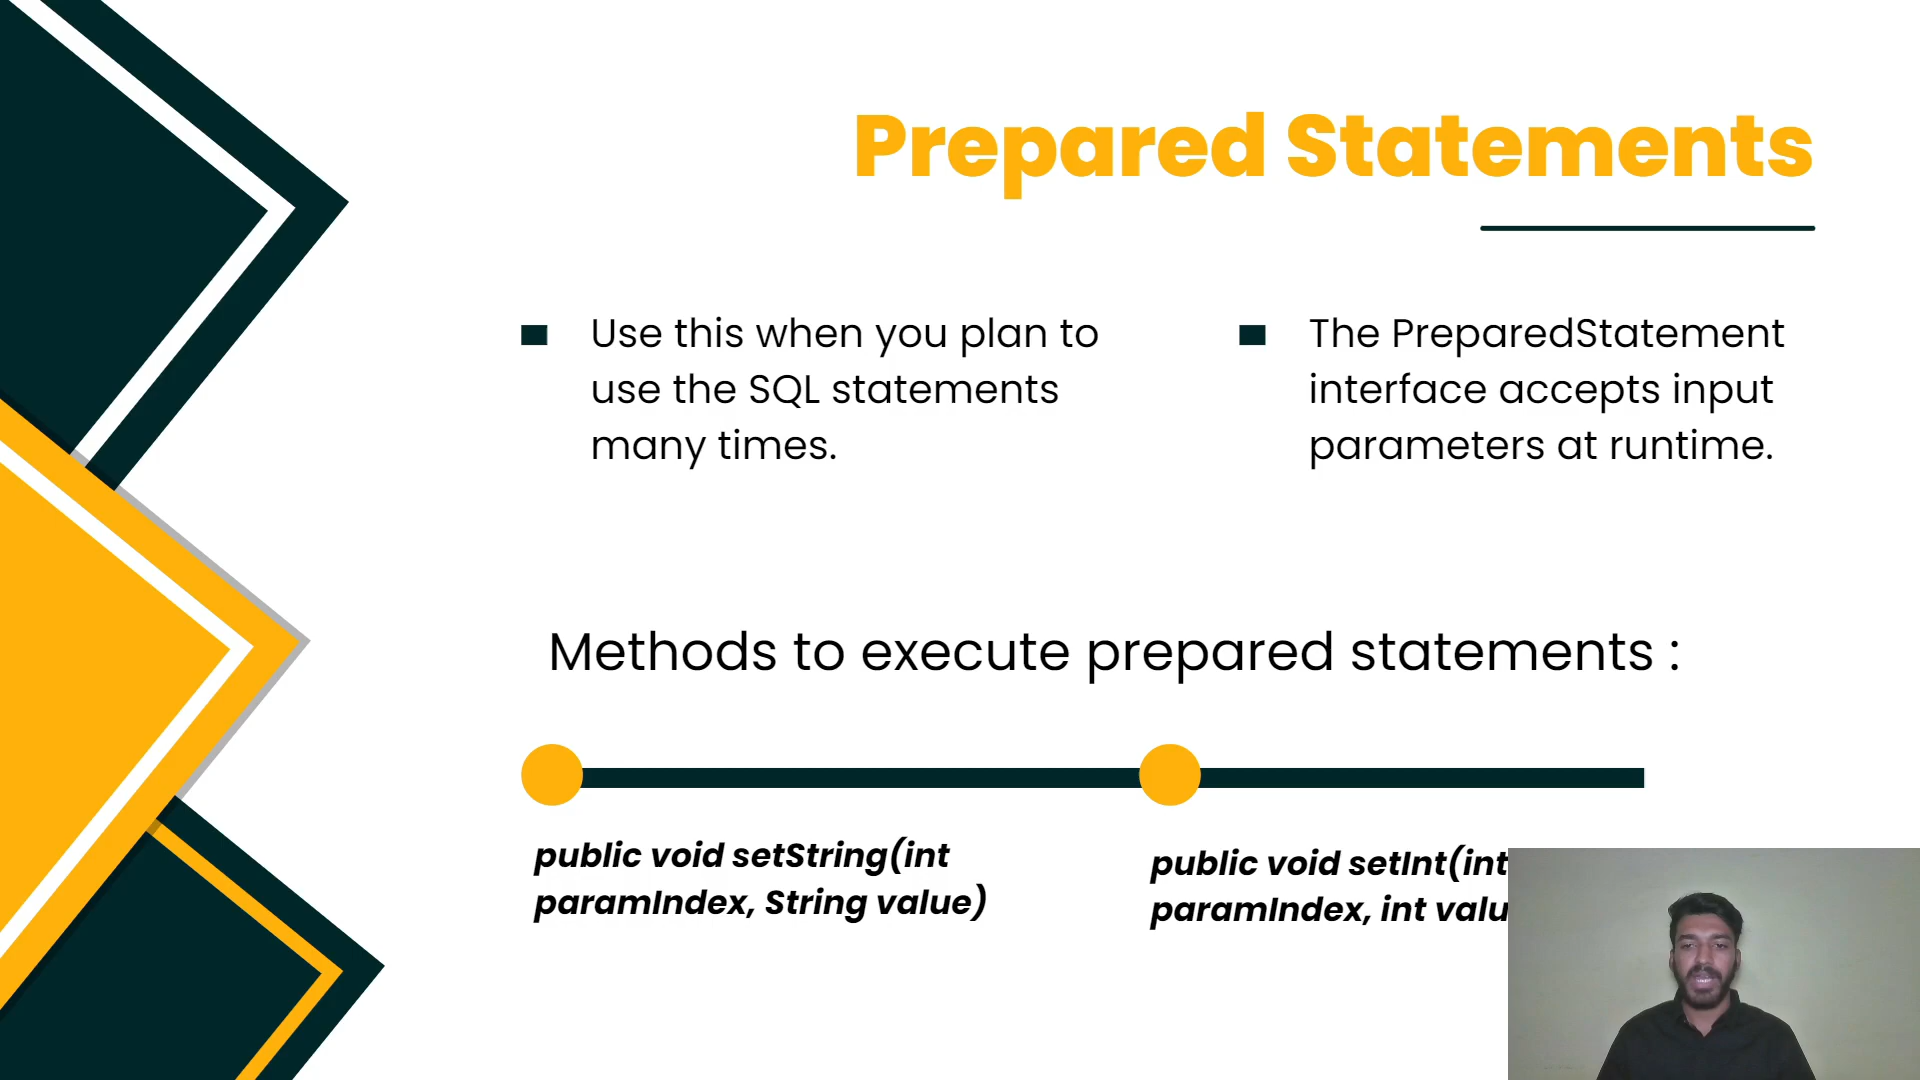 Prepared Statements
Use this when you plan to
use the SQL statements
many times.
The PreparedStatement
interface accepts input
parameters at runtime.
Methods to execute prepared statements :
public void setString(int
paramIndex, String value)
public void setInt(int
paramIndex, int valu